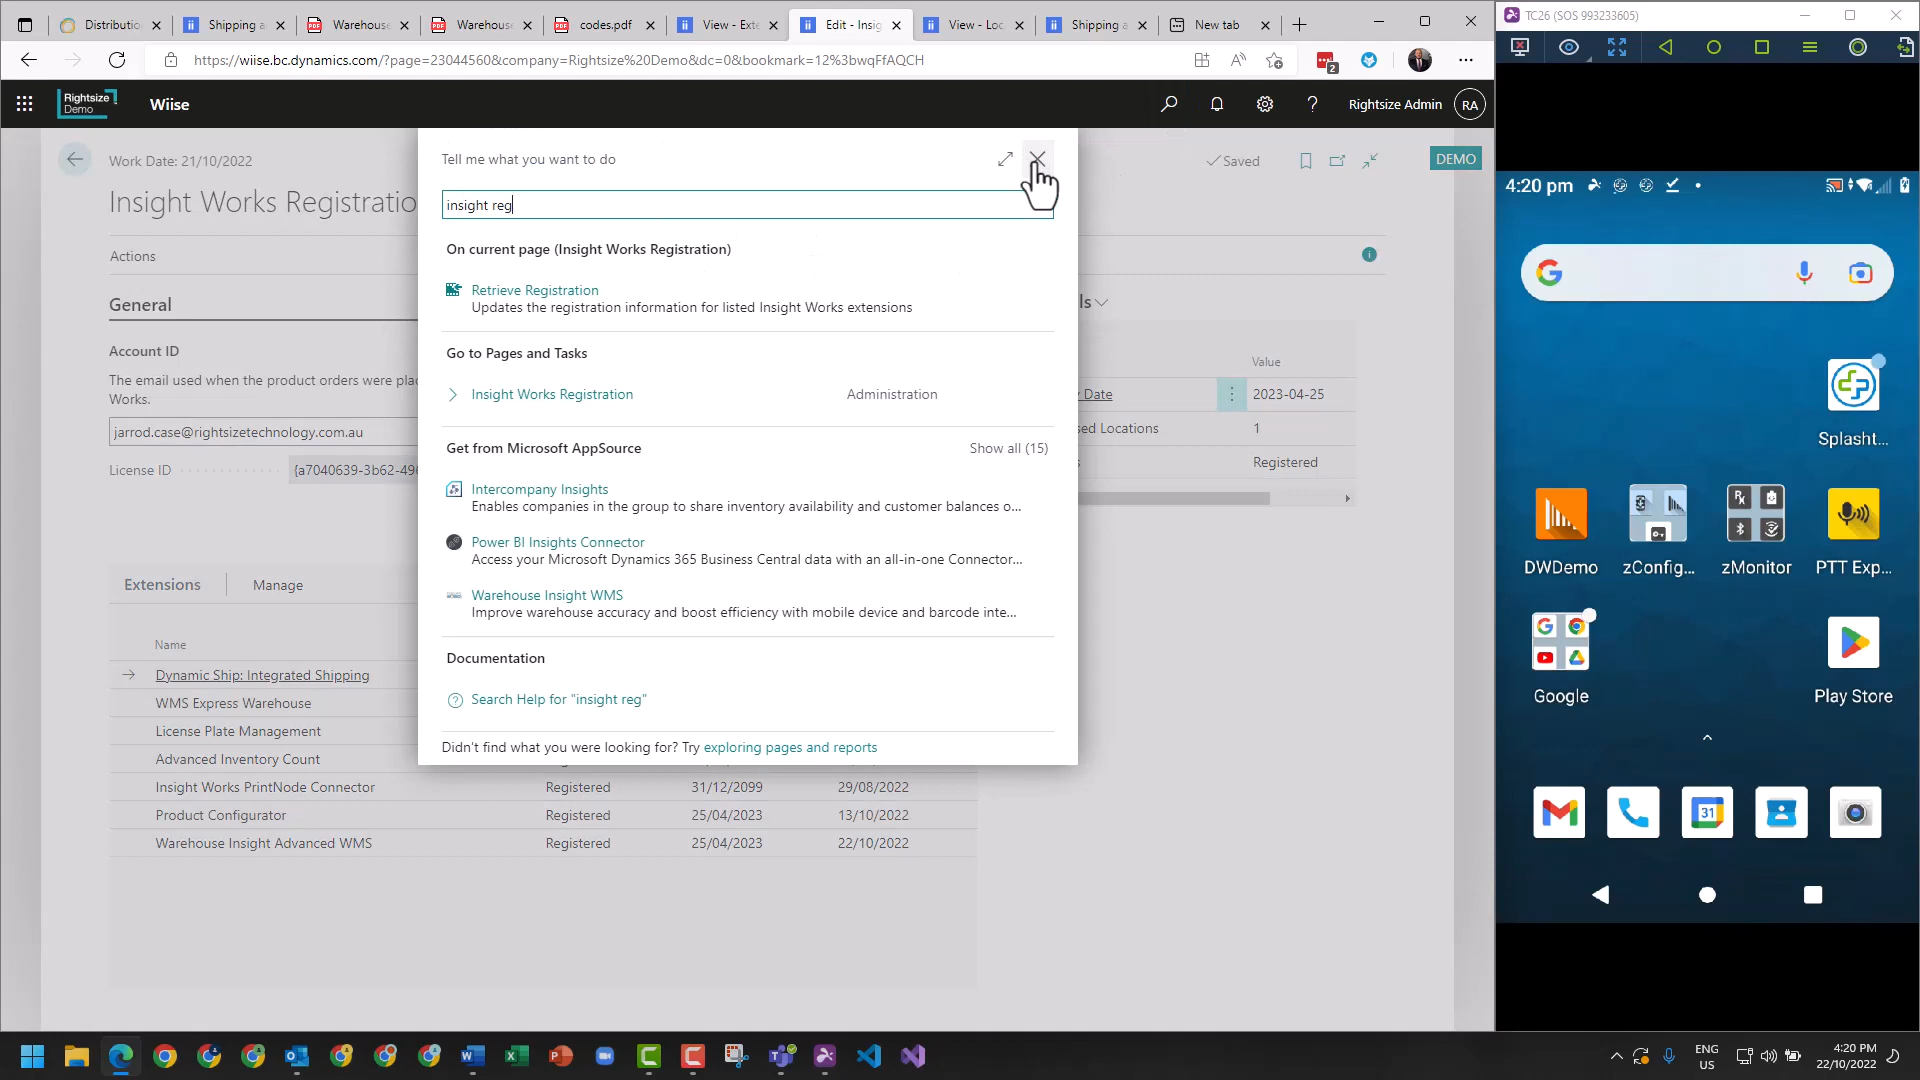 Distributio
Shipping a
Warehouse
Warehouse
codes.pdf
View - Exte
Edit - Insig
View - Loc
Shipping a
New tab
https://wiise.bc.dynamics.com/?page=23044560&company=Rightsize%20Demo&dc=0&bookmark=12%3bwqFfAQCH
2
Rightsize
Demo
Wiise
Rightsize Admin
RA
Work Date: 21/10/2022
Saved
DEMO
Insight Works Registratio
Actions
General
Account ID
The email used when the product orders were pla
Works.
jarrod.case@rightsizetechnology.com.au
License ID
{a7040639-3b62-496
Extensions
Manage
Name
Dynamic Ship: Integrated Shipping
WMS Express Warehouse
License Plate Management
Advanced Inventory Count
Insight Works PrintNode Connector Registered 31/12/2099 29/08/2022
Product Configurator Registered 25/04/2023 13/10/2022
Warehouse Insight Advanced WMS Registered 25/04/2023 22/10/2022
Tell me what you want to do
insight reg
On current page (Insight Works Registration)
Retrieve Registration
Updates the registration information for listed Insight Works extensions
Go to Pages and Tasks
Insight Works Registration Administration
Get from Microsoft AppSource Show all (15)
Intercompany Insights
Enables companies in the group to share inventory availability and customer balances o...
Power BI Insights Connector
Access your Microsoft Dynamics 365 Business Central data with an all-in-one Connector...
Warehouse Insight WMS
Improve warehouse accuracy and boost efficiency with mobile device and barcode inte...
Documentation
Search Help for "insight reg"
Didn't find what you were looking for? Try exploring pages and reports
ls
Value
y Date 2023-04-25
sed Locations 1
s Registered
TC26 (SOS 993233605)
4:20 pm
Splasht...
DWDemo
zConfig...
zMonitor
PTT Exp...
Google
Play Store
31
ENG
US
4:20 PM
22/10/2022